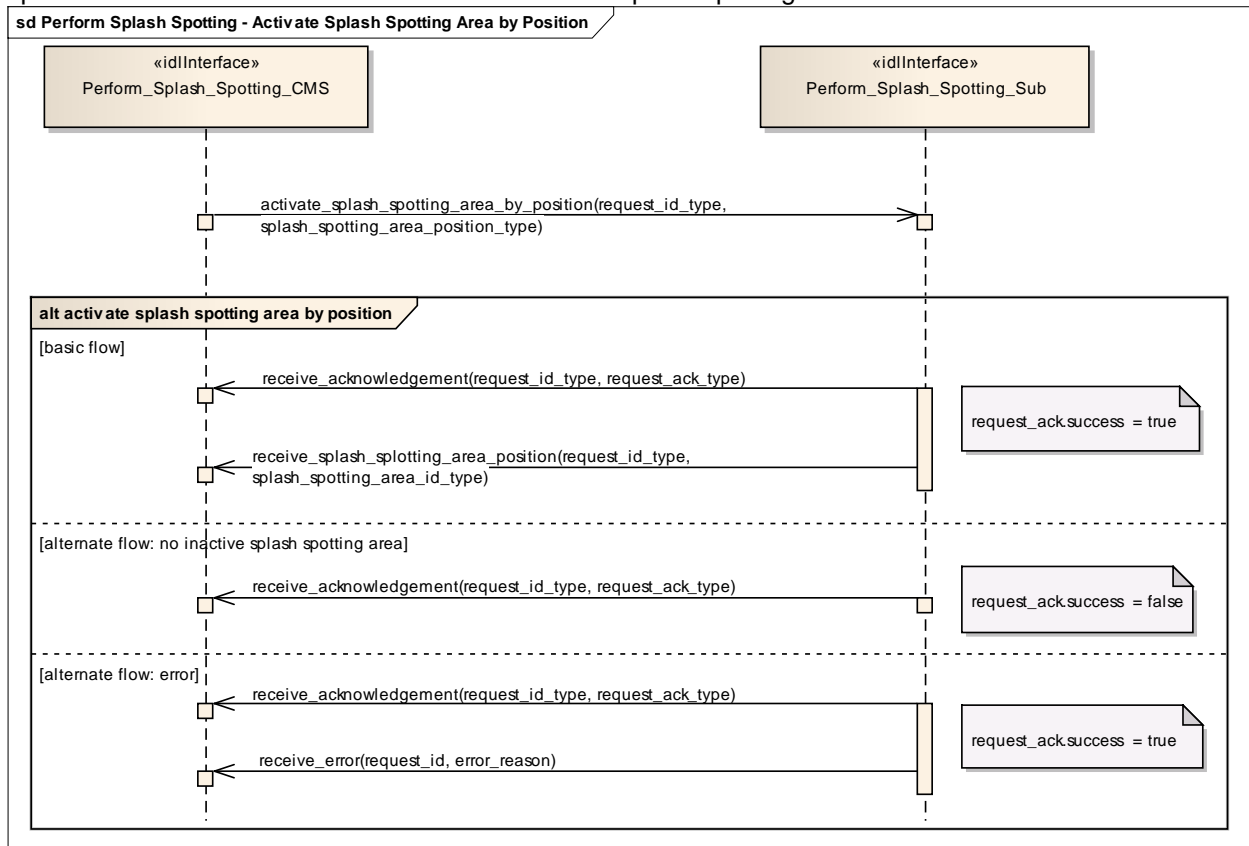 sd Perform Splash Spotting - Activate Splash Spotting Area by Position
«idlInterface»
Perform_Splash_Spotting_CMS
«idlInterface»
Perform_Splash_Spotting_Sub
activate_splash_spotting_area_by_position(request_id_type,
splash_spotting_area_position_type)
alt activate splash spotting area by position
[basic flow]
receive_acknowledgement(request_id_type, request_ack_type)
request_ack.success = true
receive_splash_splotting_area_position(request_id_type,
splash_spotting_area_id_type)
[alternate flow: no inactive splash spotting area]
receive_acknowledgement(request_id_type, request_ack_type)
request_ack.success = false
[alternate flow: error]
receive_acknowledgement(request_id_type, request_ack_type)
request_ack.success = true
receive_error(request_id, error_reason)